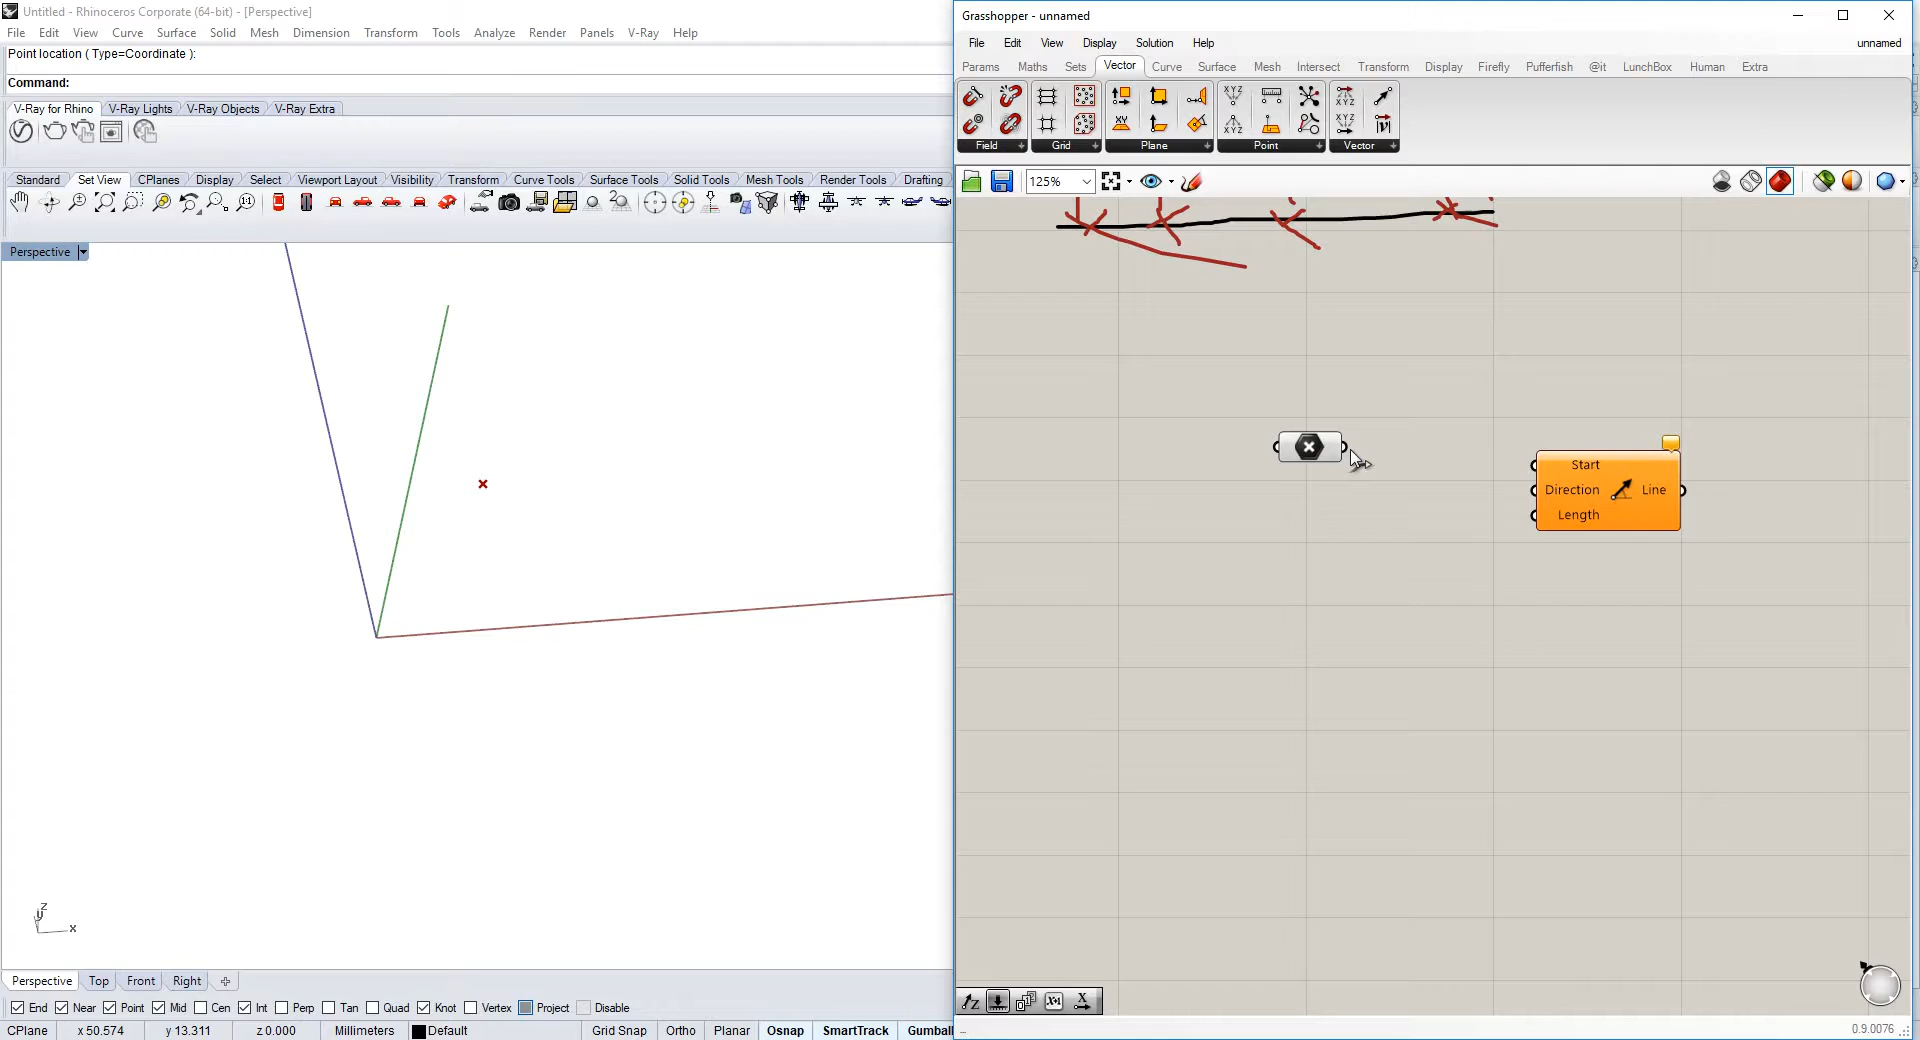 Untitled - Rhinoceros Corporate (64-bit) - [Perspective]
File Edit View Curve Surface Solid Mesh Dimension Transform Tools Analyze Render Panels V-Ray Help
Point location ( Type=Coordinate ):
Command:
V-Ray for Rhino V-Ray Lights V-Ray Objects V-Ray Extra
Standard Set View CPlanes Display Select Viewport Layout Visibility Transform Curve Tools Surface Tools Solid Tools Mesh Tools Render Tools Drafting
Perspective
z
y
x
Perspective Top Front Right
End Near Point Mid Cen Int Perp Tan Quad Knot Vertex Project Disable
CPlane x 50.574 y 13.311 z 0.000 Millimeters Default Grid Snap Ortho Planar Osnap SmartTrack Gumball
Grasshopper - unnamed
File Edit View Display Solution Help unnamed
Params Maths Sets Vector Curve Surface Mesh Intersect Transform Display Firefly Pufferfish @it LunchBox Human Extra
XYZ XYZ
XY XYZ XYZ
Field Grid Plane Point Vector
125%
Start
Direction Line
Length
... 0.9.0076